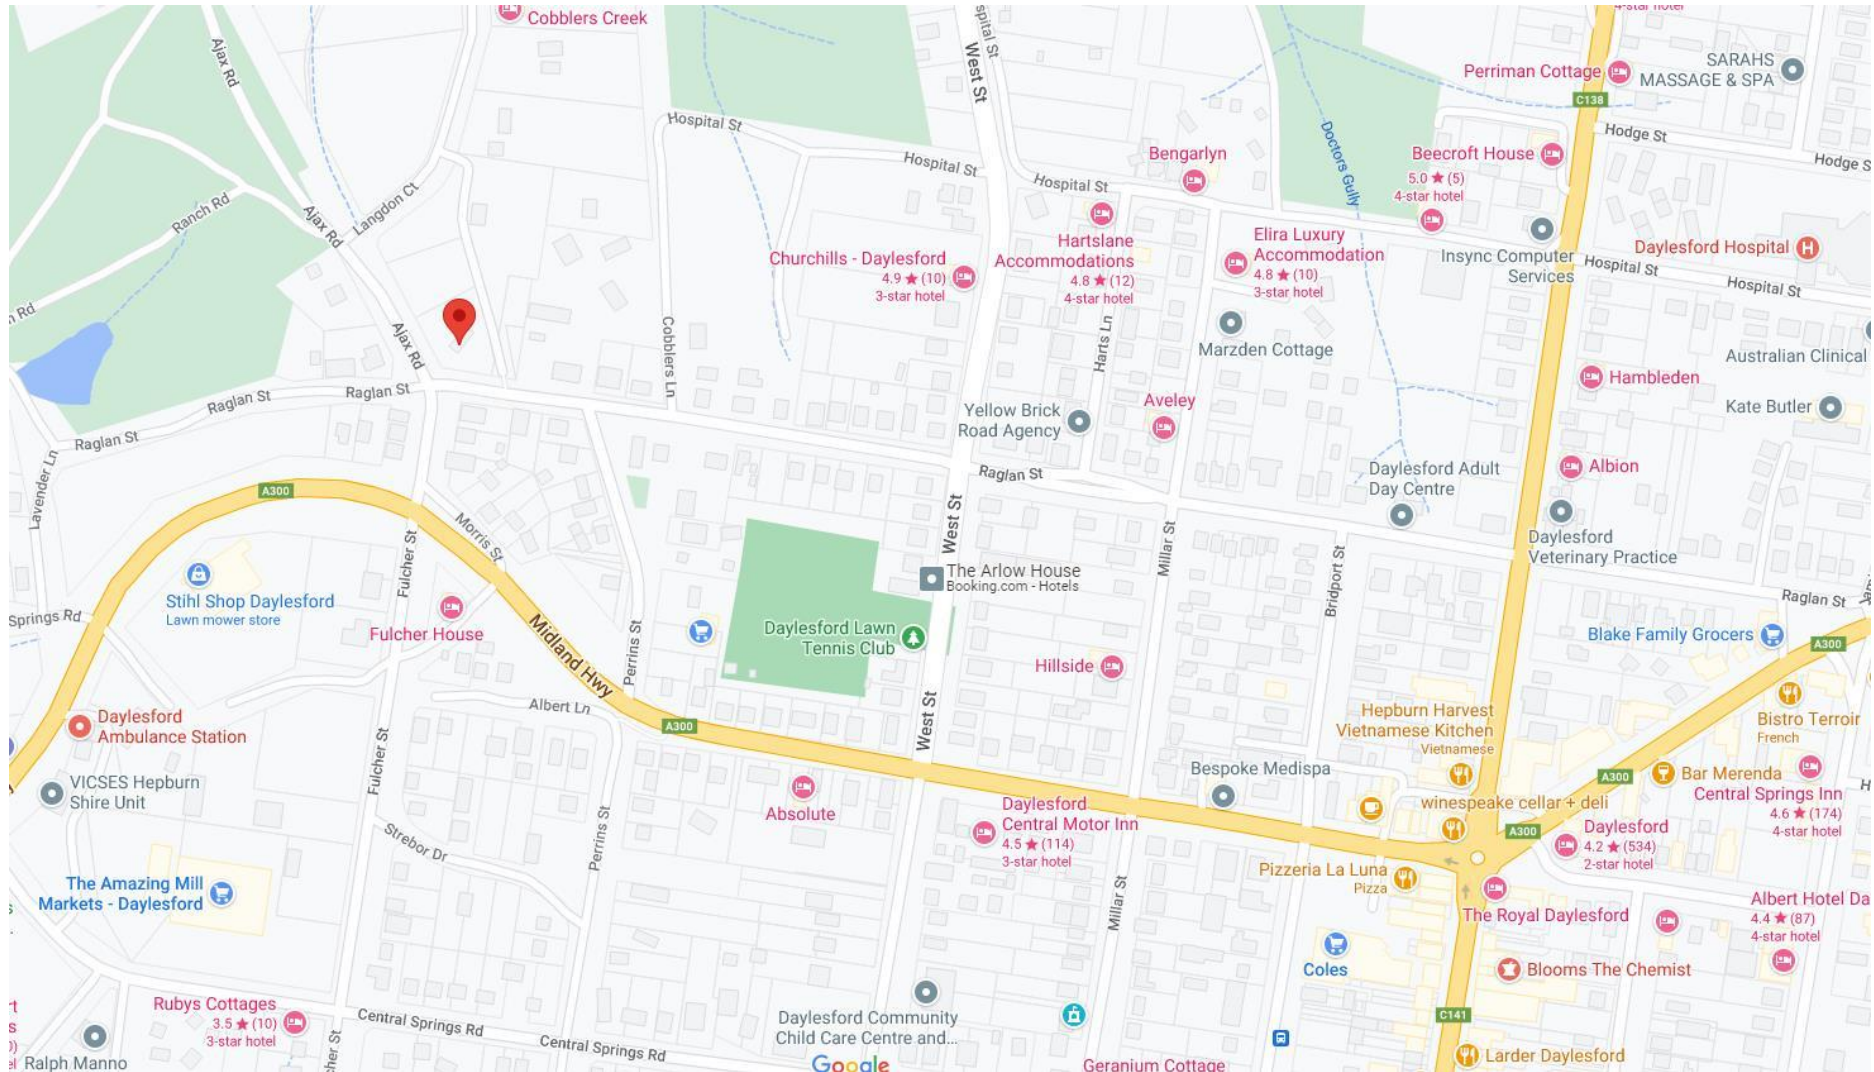 Cobblers Creek
4-star hotel
Ajax Rd
West St
Hospital St
SARAHS
MASSAGE & SPA
Perriman Cottage
C138
Hospital St
Hodge St
Hodge S
Doctors Gully
Bengarlyn
Beecroft House
5.0 ★ (5)
4-star hotel
Hospital St
Hospital St
Langdon Ct
Ranch Rd
Ajax Rd
Hartslane
Accommodations
4.8 ★ (12)
4-star hotel
Elira Luxury
Accommodation
4.8 ★ (10)
3-star hotel
Churchills - Daylesford
4.9 ★ (10)
3-star hotel
Insync Computer
Services
Daylesford Hospital
H
Hospital St
Hospital St
Rd
Ajax Rd
Cobblers Ln
Harts Ln
Marzden Cottage
Australian Clinical
Hambleden
Kate Butler
Raglan St
Raglan St
Raglan St
Yellow Brick
Road Agency
Aveley
Raglan St
Daylesford Adult
Day Centre
Albion
Lavender Ln
A300
Morris St
Fulcher St
West St
Millar St
Daylesford
Veterinary Practice
Bridport St
The Arlow House
Booking.com - Hotels
Stihl Shop Daylesford
Lawn mower store
Springs Rd
Fulcher House
Midland Hwy
Perrins St
Daylesford Lawn
Tennis Club
Raglan St
Blake Family Grocers
A300
Hillside
Albert Ln
A300
West St
Daylesford
Ambulance Station
Hepburn Harvest
Vietnamese Kitchen
Vietnamese
Bistro Terroir
French
Fulcher St
VICSES Hepburn
Shire Unit
Absolute
Bespoke Medispa
A300
Bar Merenda
Central Springs Inn
4.6 ★ (174)
4-star hotel
Daylesford
Central Motor Inn
4.5 ★ (114)
3-star hotel
winespeake cellar + deli
A300
Daylesford
4.2 ★ (534)
2-star hotel
Strebor Dr
Perrins St
Pizzeria La Luna
Pizza
The Amazing Mill
Markets - Daylesford
Millar St
The Royal Daylesford
Albert Hotel Da
4.4 ★ (87)
4-star hotel
Coles
Blooms The Chemist
Rubys Cottages
3.5 ★ (10)
3-star hotel
Central Springs Rd
Central Springs Rd
Daylesford Community
Child Care Centre and...
C141
Ralph Manno
cher St
Google
Geranium Cottage
Larder Daylesford